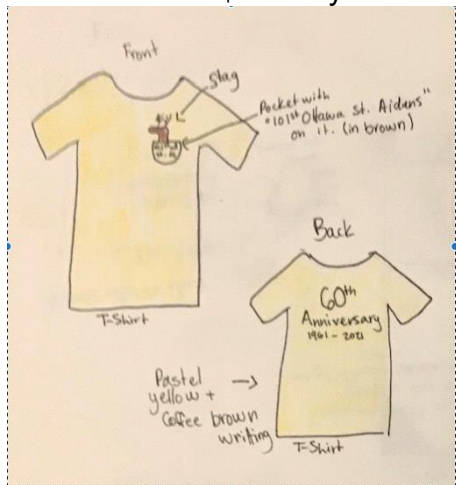 Front
Stag
Pocket with
"101st Ottawa St. Aidens"
on it. (in brown)
T-Shirt
Back
60th
Anniversary
1961 - 2021
Pastel
yellow +
Coffee brown
writing
T-Shirt